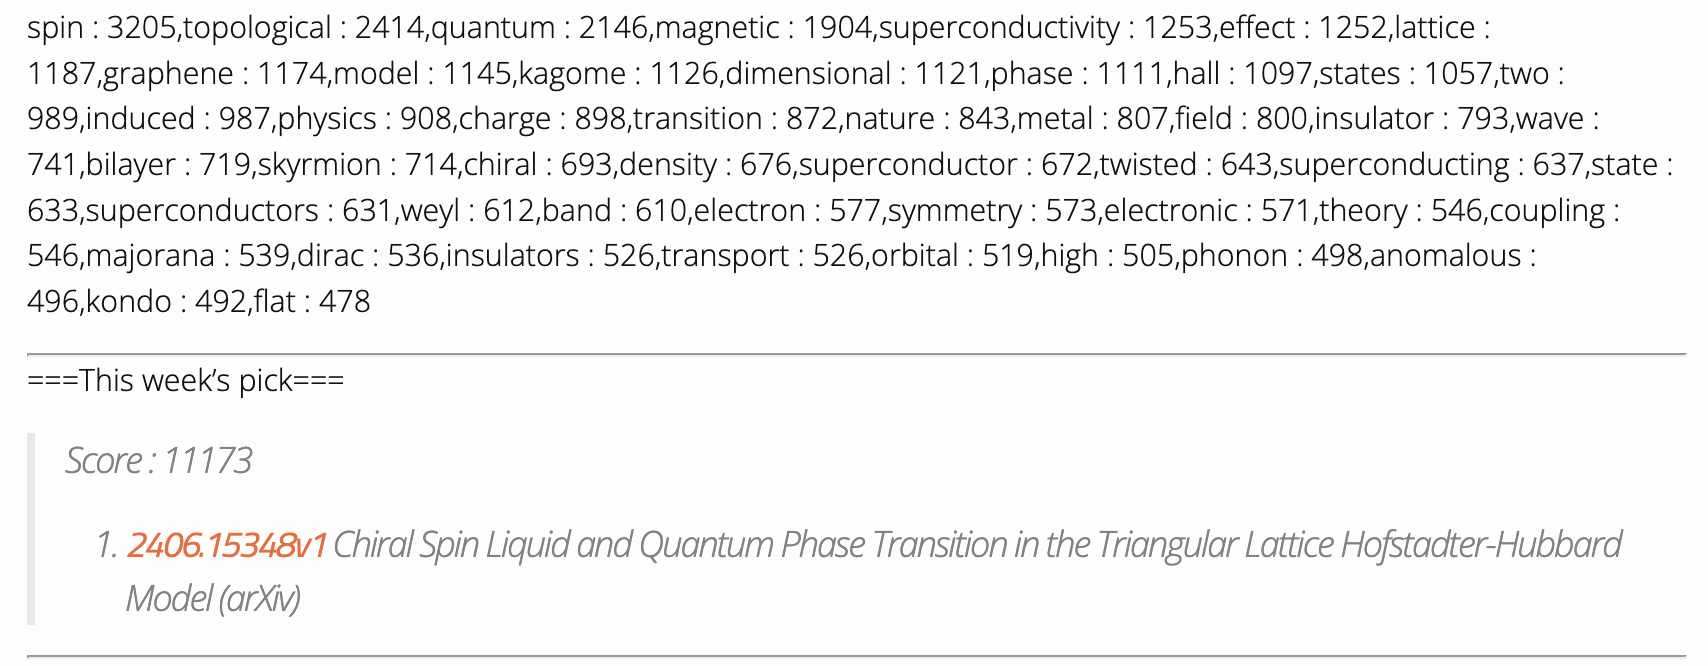 spin : 3205,topological : 2414,quantum : 2146,magnetic : 1904,superconductivity : 1253,effect : 1252,lattice :
1187,graphene : 1174,model : 1145,kagome : 1126,dimensional : 1121,phase : 1111,hall : 1097,states : 1057,two :
989,induced : 987,physics : 908,charge : 898,transition : 872,nature : 843,metal : 807,field : 800,insulator : 793,wave :
741,bilayer : 719,skyrmion : 714,chiral : 693,density : 676,superconductor : 672,twisted : 643,superconducting : 637,state :
633,superconductors : 631,weyl : 612,band : 610,electron : 577,symmetry : 573,electronic : 571,theory : 546,coupling :
546,majorana : 539,dirac : 536,insulators : 526,transport : 526,orbital : 519,high : 505,phonon : 498,anomalous :
496,kondo : 492,flat : 478
===This week’s pick===
Score : 11173
1. 2406.15348v1 Chiral Spin Liquid and Quantum Phase Transition in the Triangular Lattice Hofstadter-Hubbard
Model (arXiv)